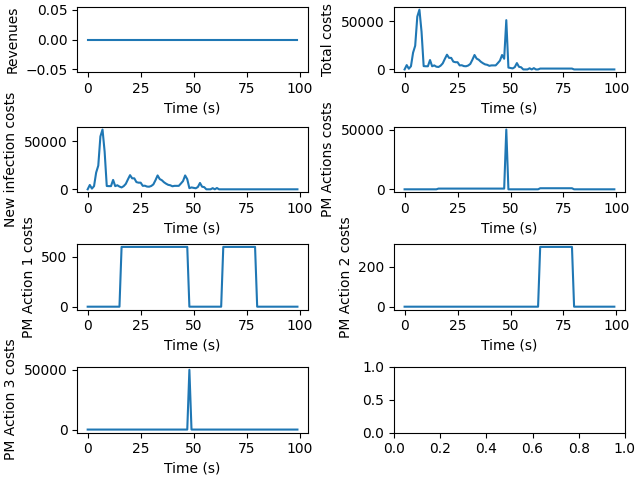 Revenues
0.05
0.00
−0.05
0 25 50 75 100
Time (s)
Total costs
50000
0
0 25 50 75 100
Time (s)
New infection costs
50000
0
0 25 50 75 100
Time (s)
PM Actions costs
50000
0
0 25 50 75 100
Time (s)
PM Action 1 costs
500
0
0 25 50 75 100
Time (s)
PM Action 2 costs
200
0
0 25 50 75 100
Time (s)
PM Action 3 costs
50000
0
0 25 50 75 100
Time (s)
1.0
0.5
0.0
0.0 0.2 0.4 0.6 0.8 1.0